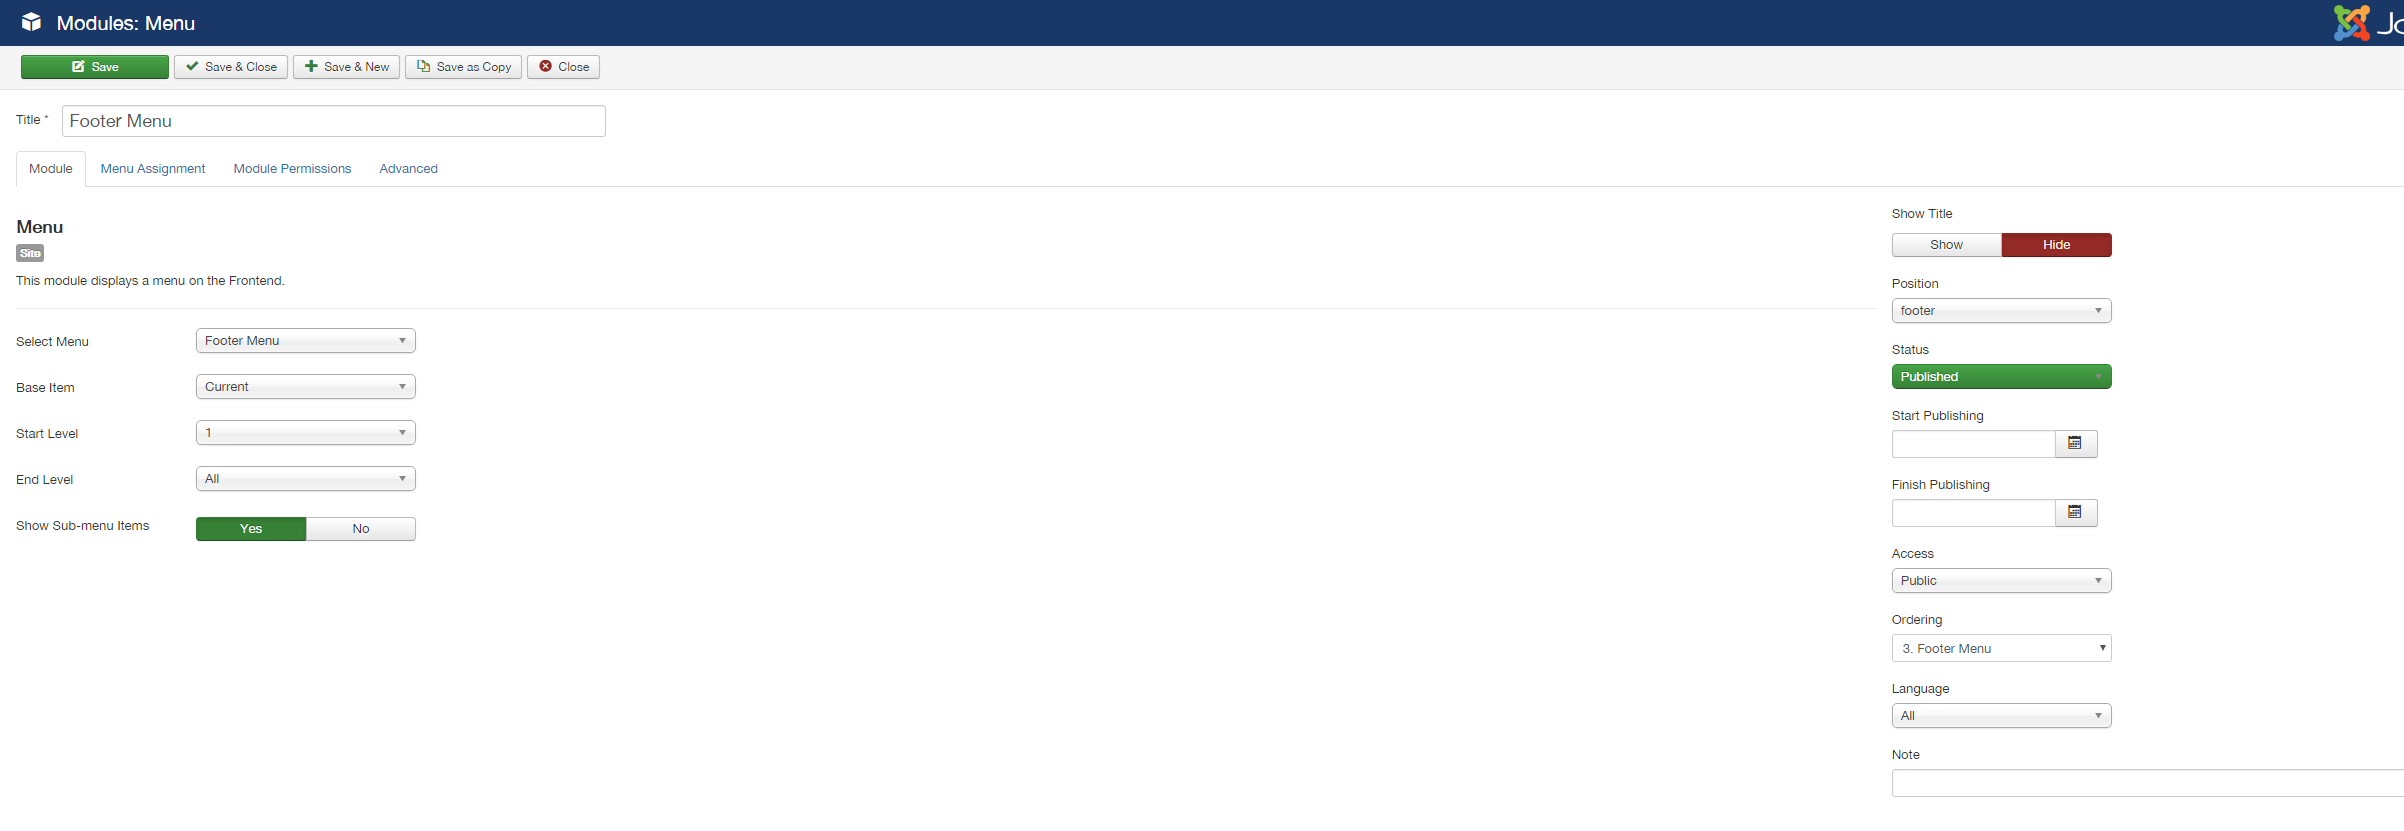 Modules: Menu
Save
Save & Close
Save & New
Save as Copy
Close
Title *
Footer Menu
Module
Menu Assignment
Module Permissions
Advanced
Menu
Site
This module displays a menu on the Frontend.
Select Menu
Footer Menu
Base Item
Current
Start Level
1
End Level
All
Show Sub-menu Items
Yes
No
Show Title
Show
Hide
Position
footer
Status
Published
Start Publishing
Finish Publishing
Access
Public
Ordering
3. Footer Menu
Language
All
Note